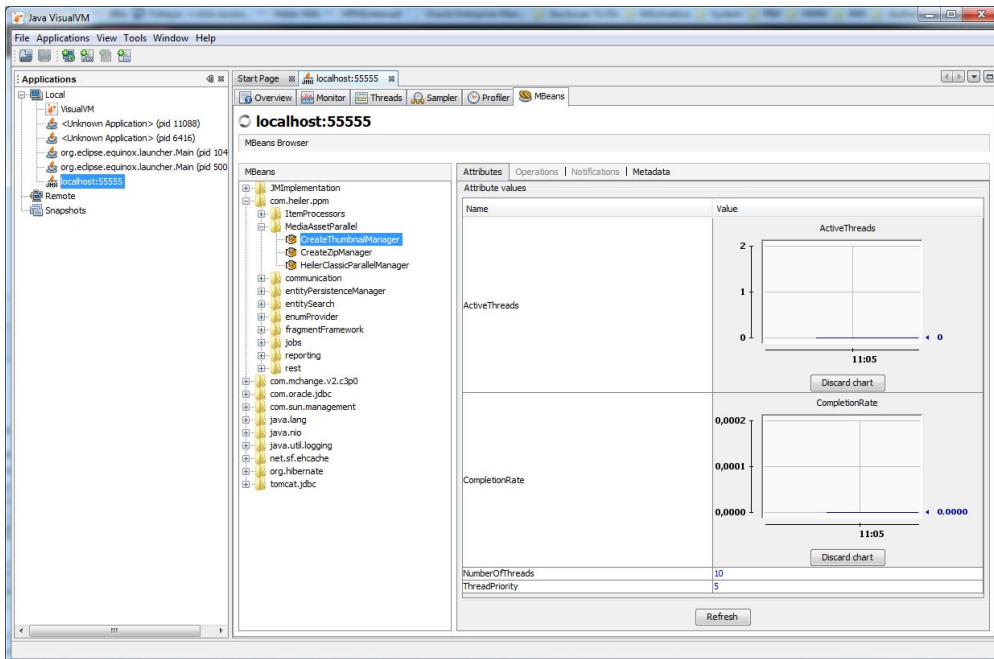 Java VisualVM
File Applications View Tools Window Help
Applications
Local
VisualVM
<Unknown Application> (pid 11088)
<Unknown Application> (pid 6416)
org.eclipse.equinox.launcher.Main (pid 104
org.eclipse.equinox.launcher.Main (pid 500
localhost:55555
Remote
Snapshots
Start Page localhost:55555
Overview Monitor Threads Sampler Profiler MBeans
localhost:55555
MBeans Browser
MBeans
JMImplementation
com.heiler.ppm
ItemProcessors
MediaAssetParallel
CreateThumbnailManager
CreateZipManager
HeilerClassicParallelManager
communication
entityPersistenceManager
entitySearch
enumProvider
fragmentFramework
jobs
reporting
rest
com.mchange.v2.c3p0
com.oracle.jdbc
com.sun.management
java.lang
java.nio
java.util.logging
net.sf.ehcache
org.hibernate
tomcat.jdbc
Attributes Operations Notifications Metadata
Attribute values
Name Value
ActiveThreads
ActiveThreads
2
1
0 0
11:05
Discard chart
CompletionRate
CompletionRate
0,0002
0,0001
0,0000 0.0000
11:05
Discard chart
NumberOfThreads 10
ThreadPriority 5
Refresh